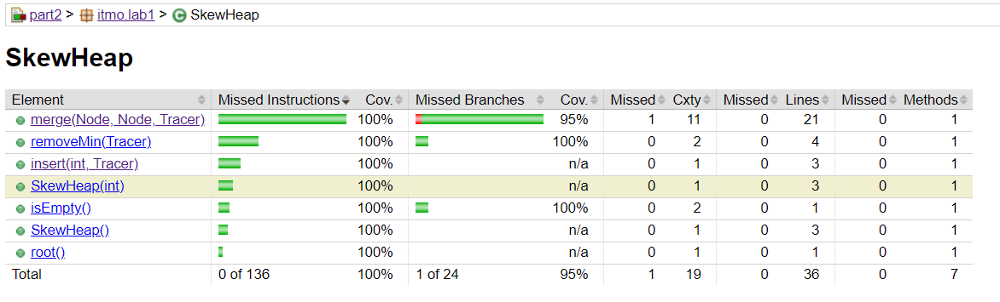 part2 > itmo.lab1 > SkewHeap
SkewHeap
Element Missed Instructions Cov. Missed Branches Cov. Missed Cxty Missed Lines Missed Methods
merge(Node, Node, Tracer) 100% 95% 1 11 0 21 0 1
removeMin(Tracer) 100% 100% 0 2 0 4 0 1
insert(int, Tracer) 100% n/a 0 1 0 3 0 1
SkewHeap(int) 100% n/a 0 1 0 3 0 1
isEmpty() 100% 100% 0 2 0 1 0 1
SkewHeap() 100% n/a 0 1 0 3 0 1
root() 100% n/a 0 1 0 1 0 1
Total 0 of 136 100% 1 of 24 95% 1 19 0 36 0 7